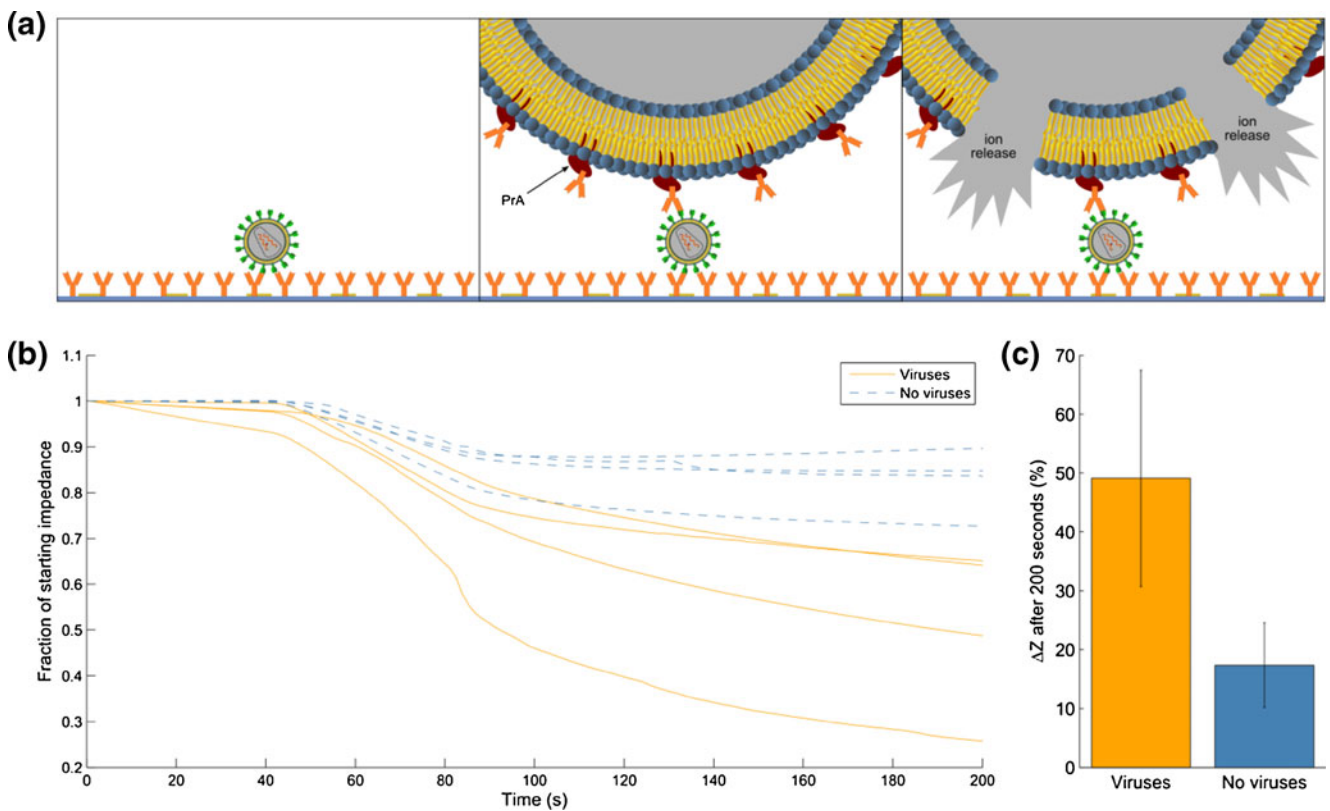 (a)
PrA
ion
release
ion
release
(b)
1.1
1
0.9
0.8
0.7
0.6
0.5
0.4
0.3
0.2
Fraction of starting impedance
0
20
40
60
80
100
120
140
160
180
200
Time (s)
Viruses
No viruses
(c)
70
60
50
40
30
20
10
0
ΔZ after 200 seconds (%)
Viruses
No viruses